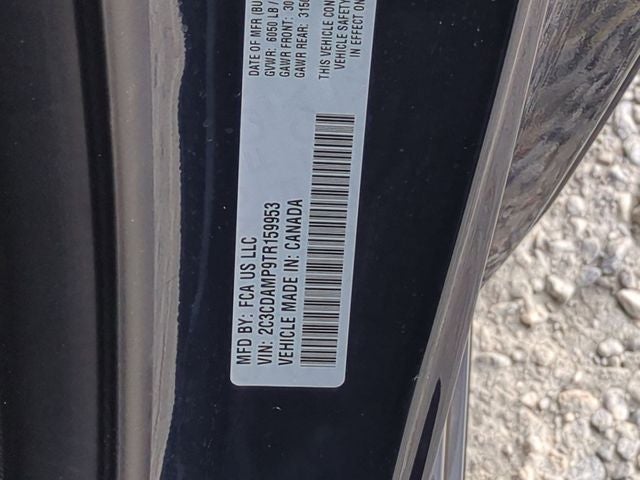 MFD BY: FCA US LLC
VIN: 2C3CDAMP9TR159953
VEHICLE MADE IN: CANADA
DATE OF MFR (BU
GVWR: 6050 LB /
GAWR FRONT: 30
GAWR REAR: 315
THIS VEHICLE CON
VEHICLE SAFETY
IN EFFECT ON